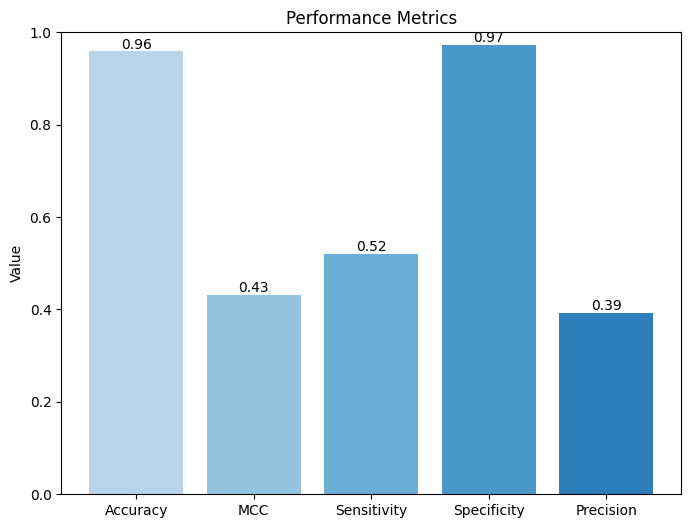 Performance Metrics
Value
1.0
0.8
0.6
0.4
0.2
0.0
0.96
0.43
0.52
0.97
0.39
Accuracy
MCC
Sensitivity
Specificity
Precision